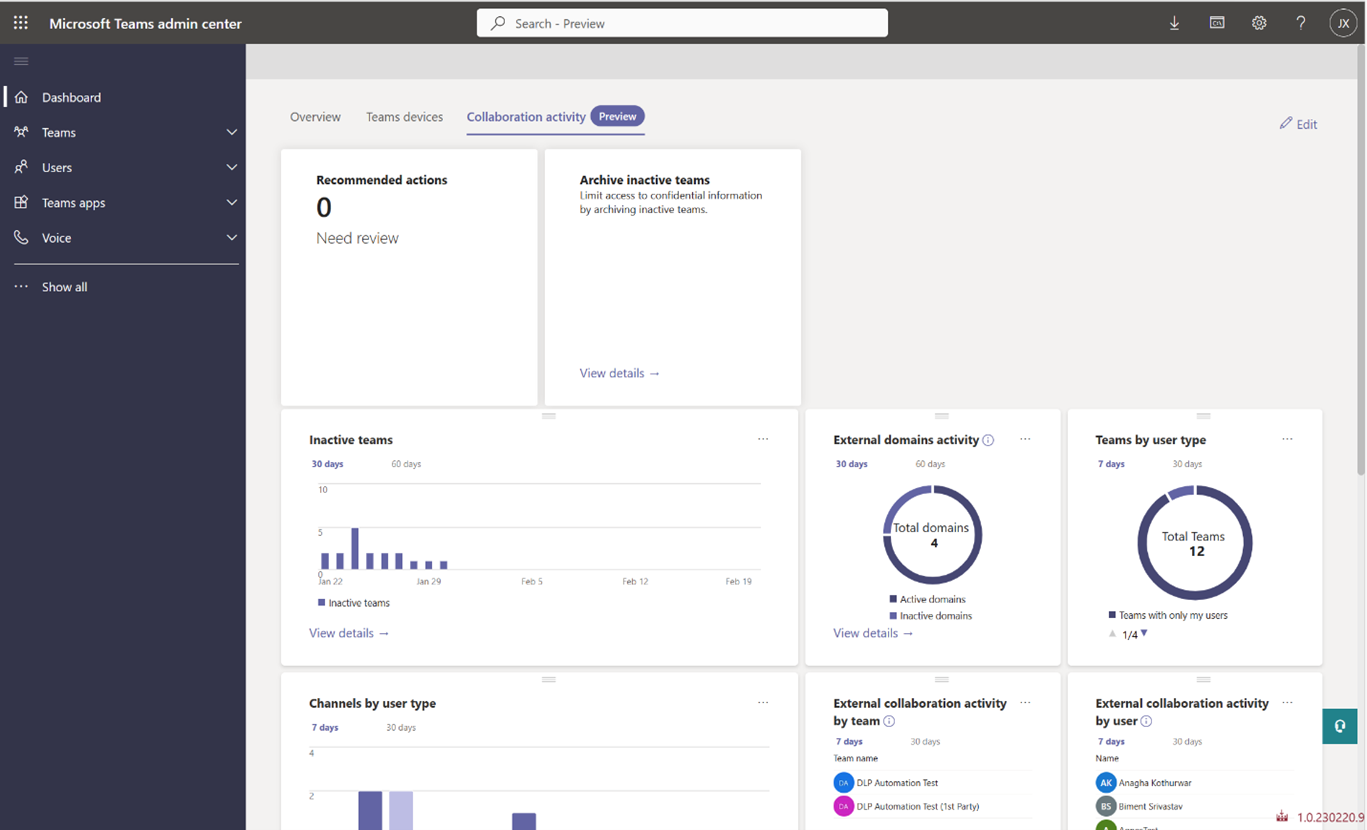 Microsoft Teams admin center
Search - Preview
JX
Dashboard
Teams
Users
Teams apps
Voice
Show all
Overview
Teams devices
Collaboration activity
Preview
Edit
Recommended actions
0
Need review
Archive inactive teams
Limit access to confidential information
by archiving inactive teams.
View details →
Inactive teams
30 days
60 days
10
5
0
Jan 22
Jan 29
Feb 5
Feb 12
Feb 19
Inactive teams
View details →
External domains activity
30 days
60 days
Total domains
4
Active domains
Inactive domains
View details →
Teams by user type
7 days
30 days
Total Teams
12
Teams with only my users
1/4
Channels by user type
7 days
30 days
4
2
External collaboration activity
by team
7 days
30 days
Team name
DA DLP Automation Test
DA DLP Automation Test (1st Party)
External collaboration activity
by user
7 days
30 days
Name
AK Anagha Kothurwar
BS Biment Srivastav
1.0.230220.9